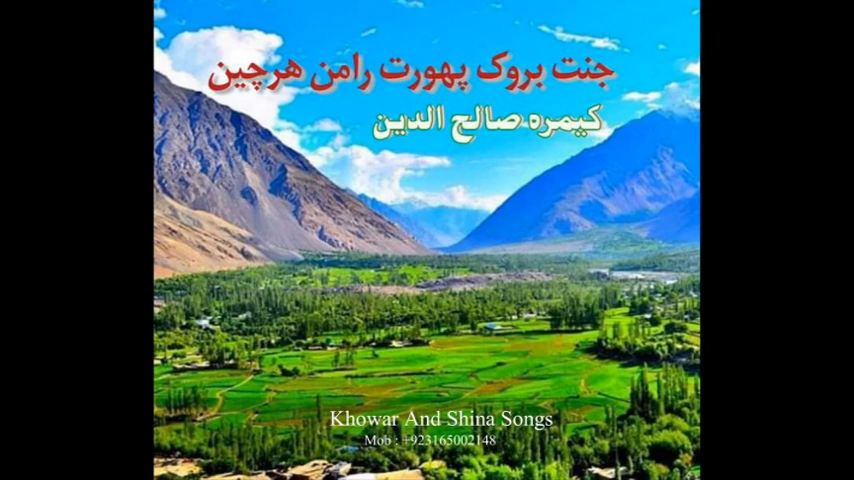 جنت بروک پھورت رامن ھرچین
کیمرہ صالح الدین
Khowar And Shina Songs
Mob : +923165002148